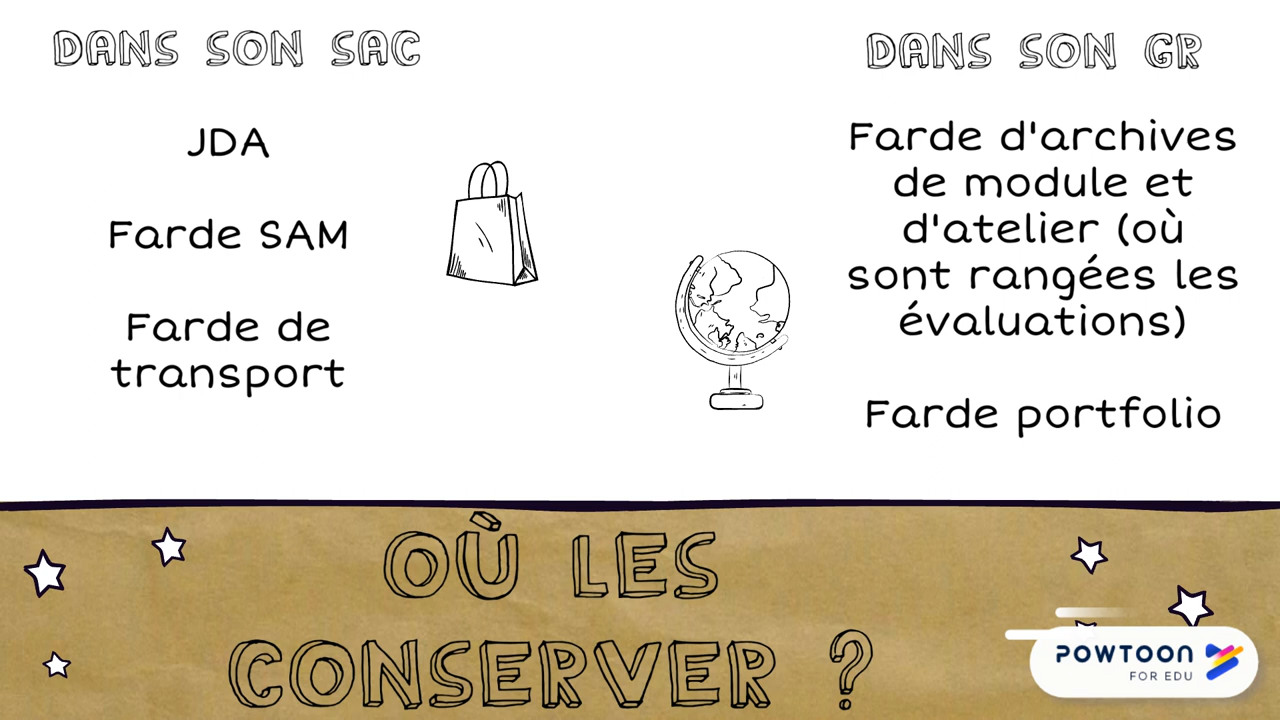 DANS SON SAC
JDA
Farde SAM
Farde de
transport
DANS SON GR
Farde d'archives
de module et
d'atelier (où
sont rangées les
évaluations)
Farde portfolio
OÙ LES
CONSERVER ?
POWTOON
FOR EDU